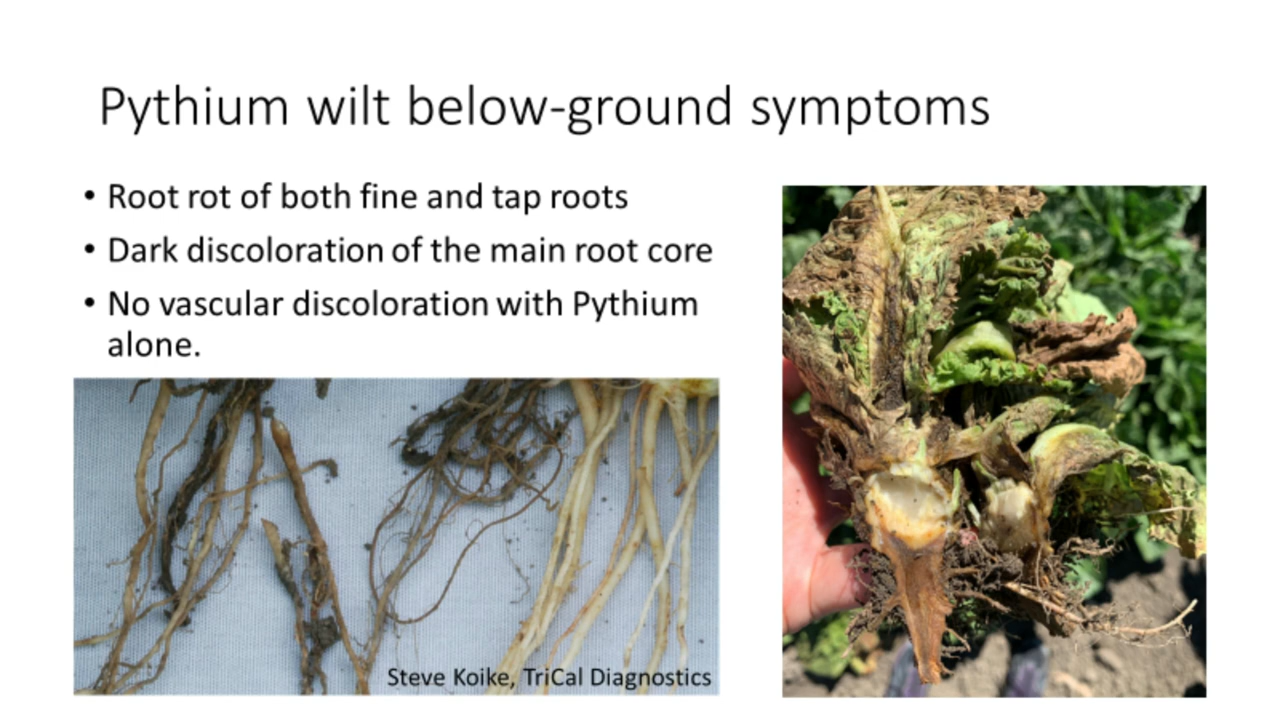 Pythium wilt below-ground symptoms
• Root rot of both fine and tap roots
• Dark discoloration of the main root core
• No vascular discoloration with Pythium
alone.
Steve Koike, TriCal Diagnostics